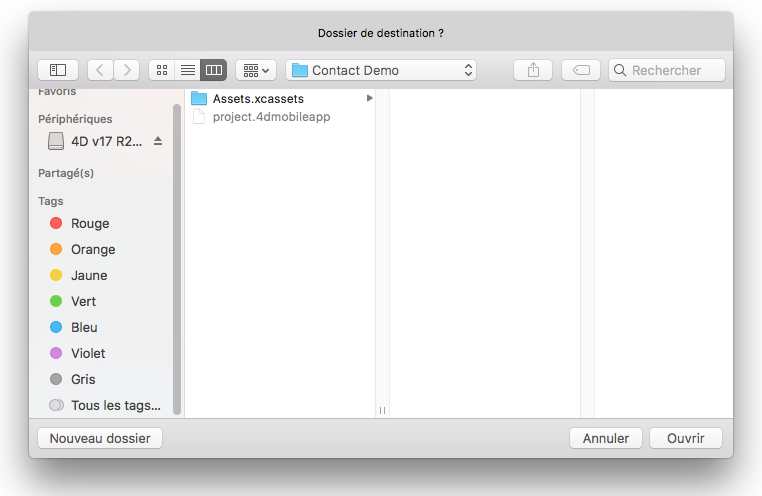 Dossier de destination ?
Contact Demo
Rechercher
Favoris
Périphériques
4D v17 R2...
Partagé(s)
Tags
Rouge
Orange
Jaune
Vert
Bleu
Violet
Gris
Tous les tags...
Assets.xcassets
project.4dmobileapp
Nouveau dossier
Annuler
Ouvrir